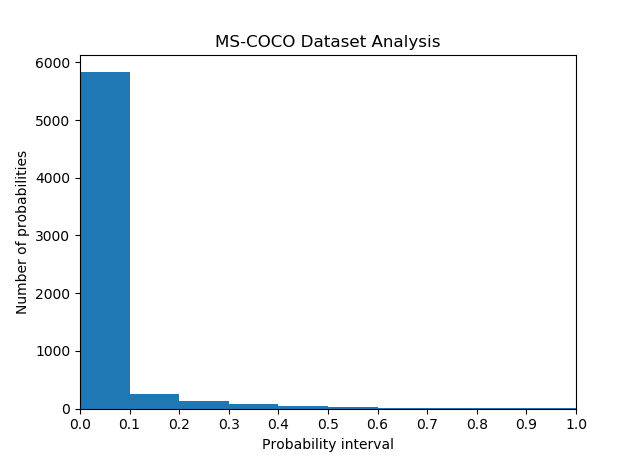 MS-COCO Dataset Analysis
6000
5000
4000
3000
2000
1000
0
Number of probabilities
0.0 0.1 0.2 0.3 0.4 0.5 0.6 0.7 0.8 0.9 1.0
Probability interval